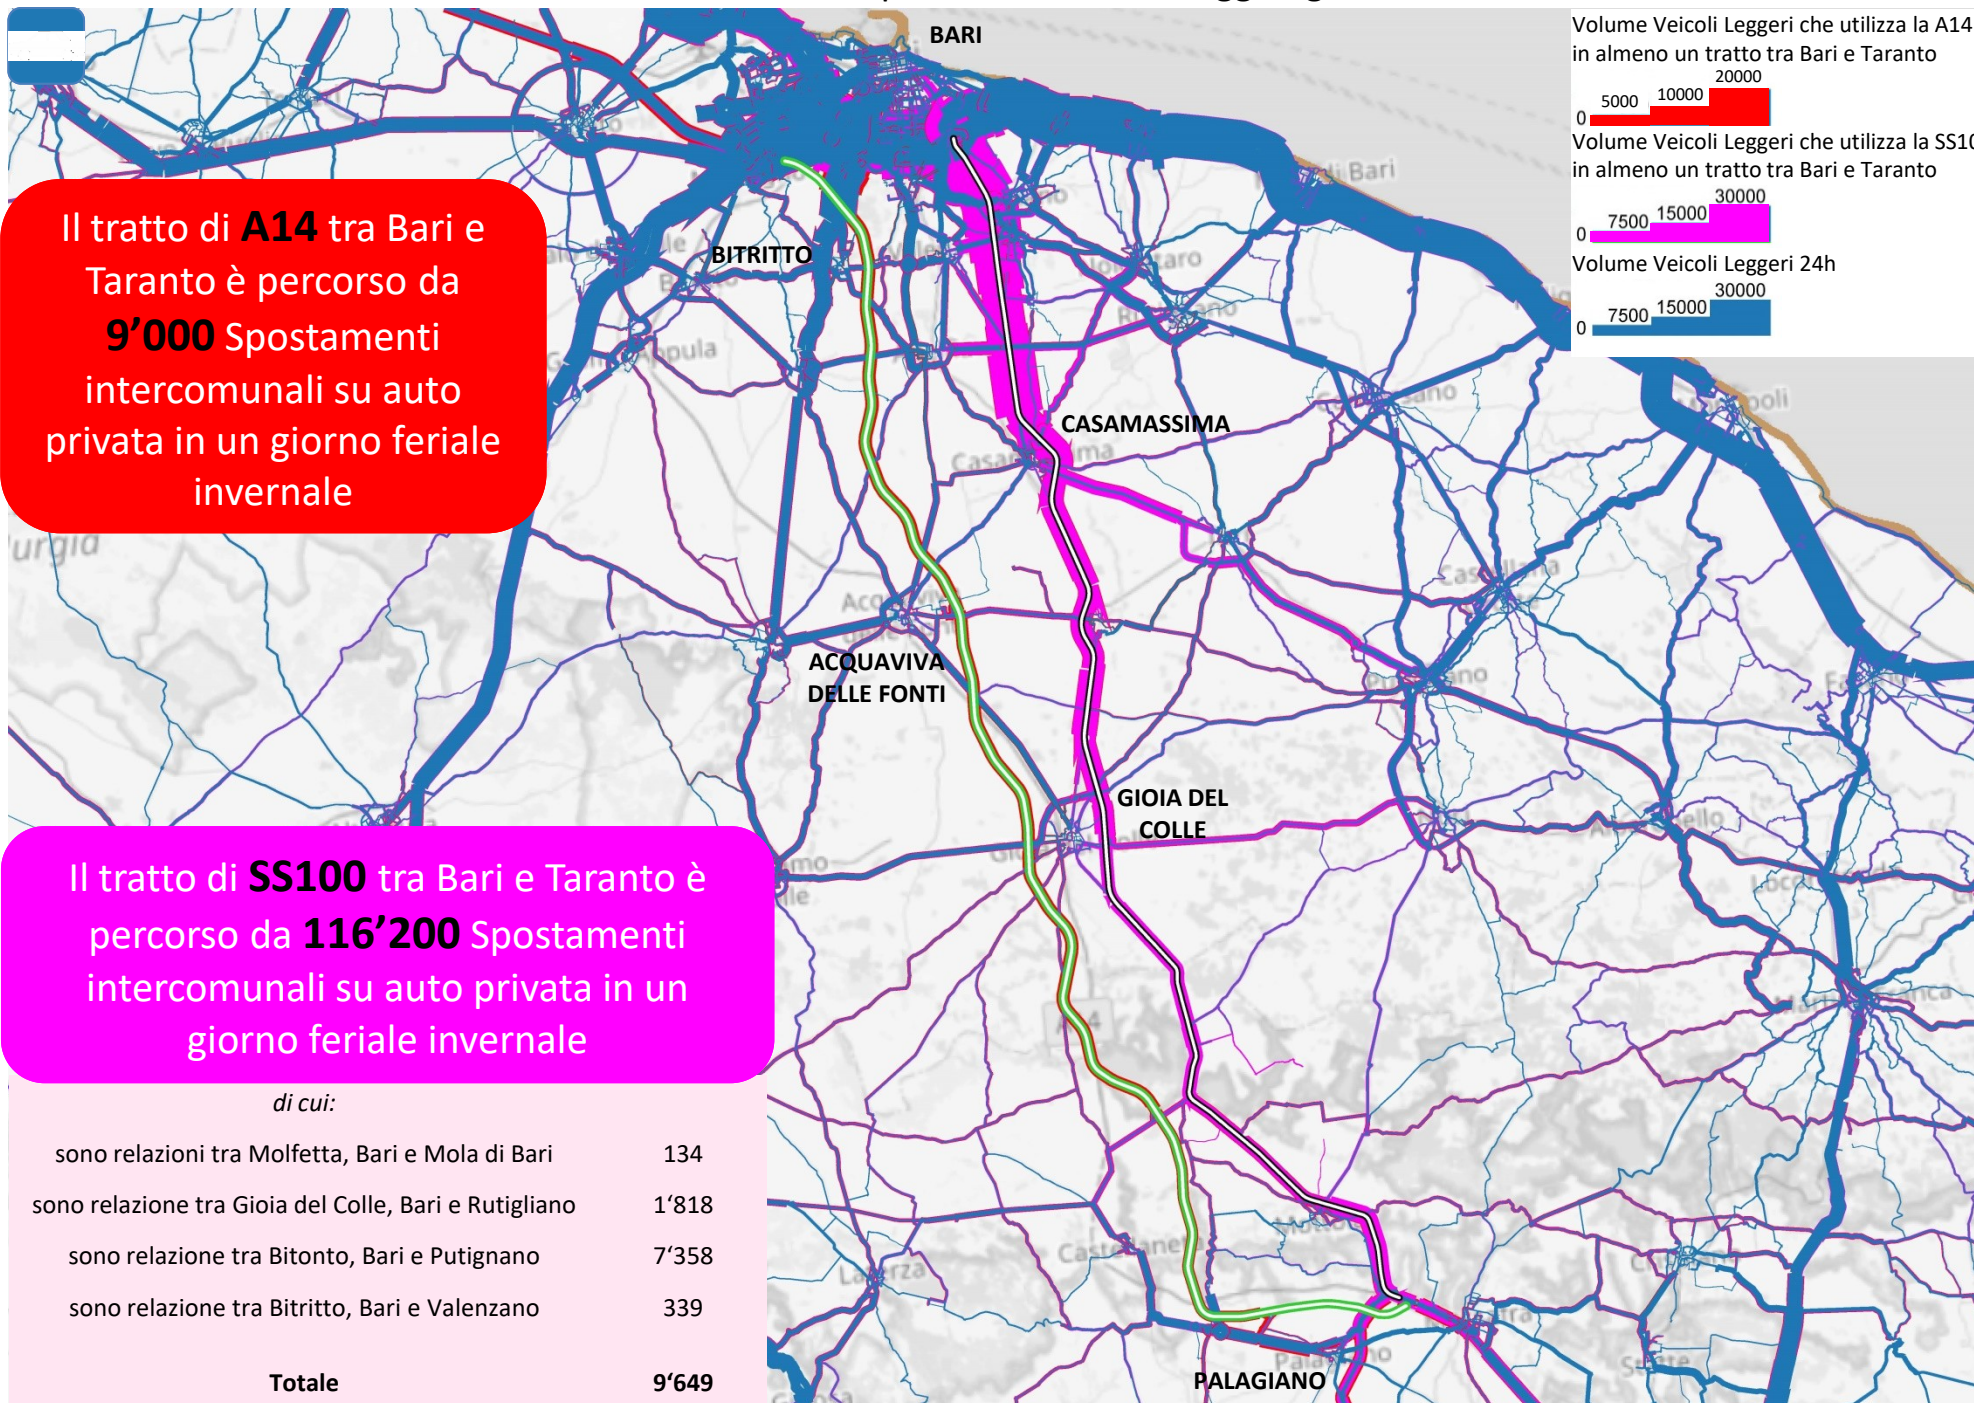 BARI
BITRITTO
CASAMASSIMA
ACQUAVIVA
DELLE FONTI
GIOIA DEL
COLLE
PALAGIANO
Volume Veicoli Leggeri che utilizza la A14
in almeno un tratto tra Bari e Taranto
0 5000 10000 20000
Volume Veicoli Leggeri che utilizza la SS10
in almeno un tratto tra Bari e Taranto
0 7500 15000 30000
Volume Veicoli Leggeri 24h
0 7500 15000 30000
Il tratto di A14 tra Bari e
Taranto è percorso da
9’000 Spostamenti
intercomunali su auto
privata in un giorno feriale
invernale
Il tratto di SS100 tra Bari e Taranto è
percorso da 116’200 Spostamenti
intercomunali su auto privata in un
giorno feriale invernale
di cui:
sono relazioni tra Molfetta, Bari e Mola di Bari 134
sono relazione tra Gioia del Colle, Bari e Rutigliano 1‘818
sono relazione tra Bitonto, Bari e Putignano 7‘358
sono relazione tra Bitritto, Bari e Valenzano 339
Totale 9‘649